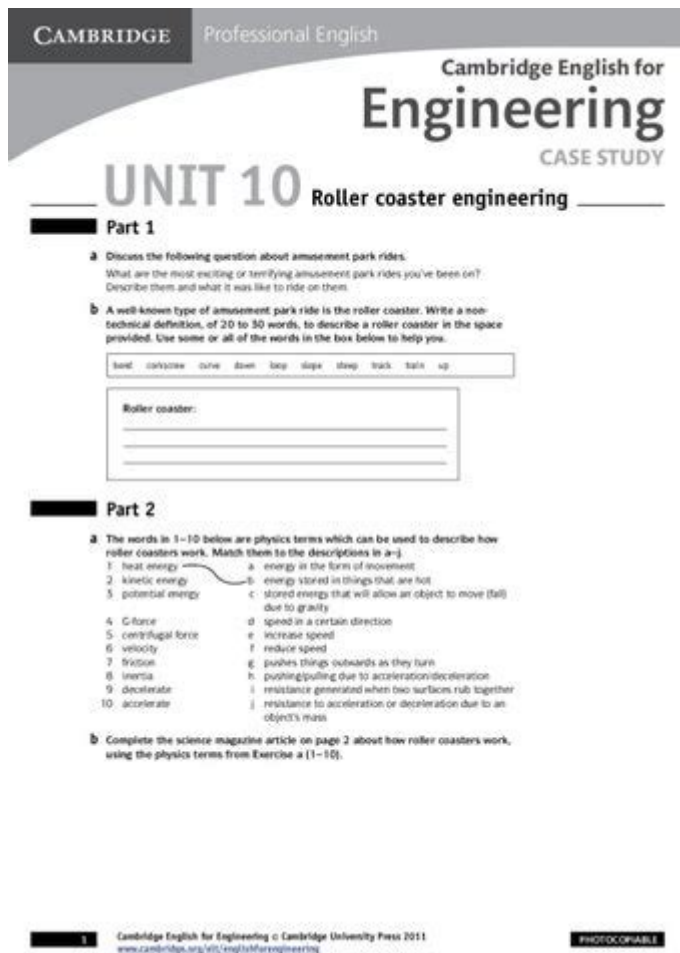 CAMBRIDGE Professional English
Cambridge English for
Engineering
CASE STUDY
UNIT 10 Roller coaster engineering
Part 1
a Discuss the following question about amusement park rides.
What are the most exciting or terrifying amusement park rides you've been on?
Describe them and what it was like to ride on them
b A well-known type of amusement park ride is the roller coaster. Write a non-
technical definition, of 20 to 30 words, to describe a roller coaster in the space
provided. Use some or all of the words in the box below to help you.
bend corkscrew curve down loop slope steep track train up
Roller coaster:
Part 2
a The words in 1–10 below are physics terms which can be used to describe how
roller coasters work. Match them to the descriptions in a–j.
1 heat energy a energy in the form of movement
2 kinetic energy b energy stored in things that are hot
3 potential energy c stored energy that will allow an object to move (fall)
due to gravity
4 G-force d speed in a certain direction
5 centrifugal force e increase speed
6 velocity f reduce speed
7 friction g pushes things outwards as they turn
8 inertia h pushing/pulling due to acceleration/deceleration
9 decelerate i resistance generated when two surfaces rub together
10 accelerate j resistance to acceleration or deceleration due to an
object's mass
b Complete the science magazine article on page 2 about how roller coasters work,
using the physics terms from Exercise a (1–10).
1 Cambridge English for Engineering © Cambridge University Press 2011 PHOTOCOPIABLE
www.cambridge.org/elt/englishforengineering